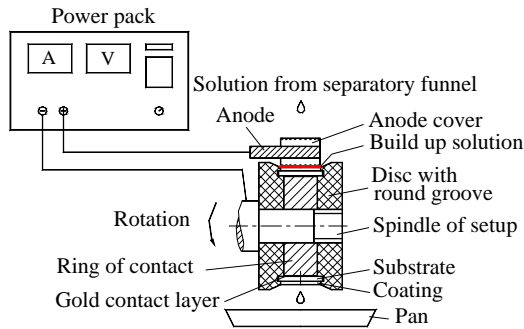 Power pack
A
V
Solution from separatory funnel
Anode
Anode cover
Build up solution
Disc with
round groove
Rotation
Spindle of setup
Ring of contact
Substrate
Gold contact layer
Coating
Pan